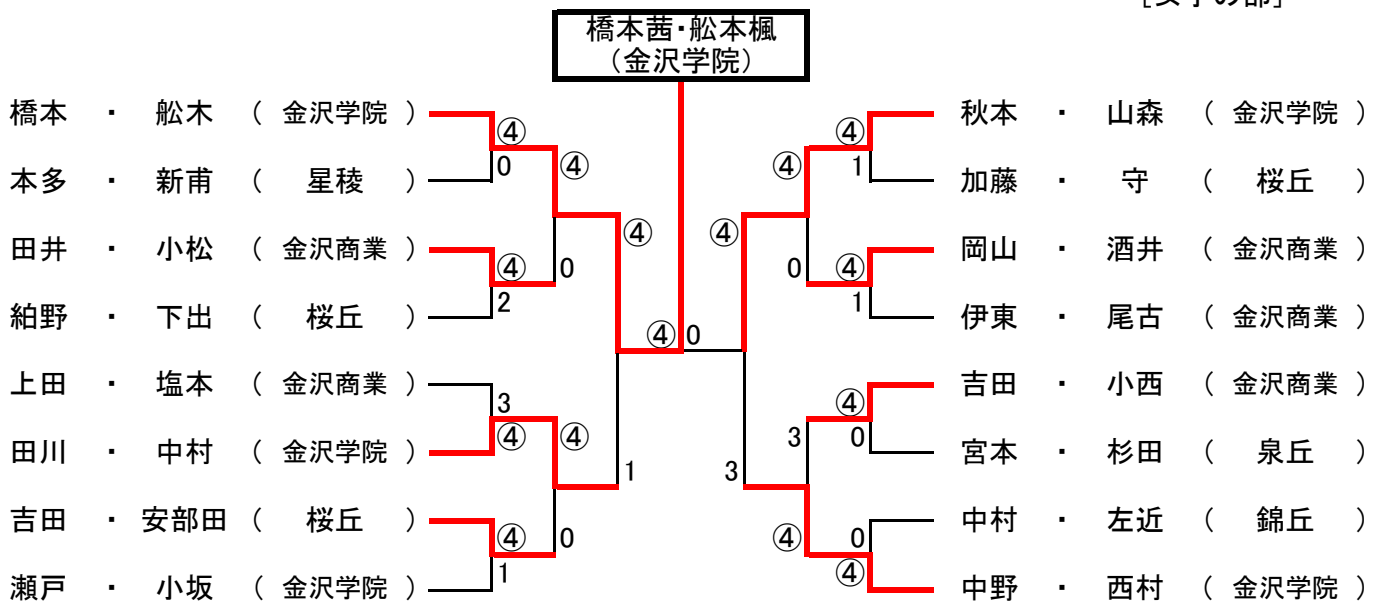 [女子の部]
橋本茜・舩本楓
（金沢学院）
橋本 ・ 舩木 （ 金沢学院 ）
本多 ・ 新甫 （ 星稜 ）
田井 ・ 小松 （ 金沢商業 ）
紿野 ・ 下出 （ 桜丘 ）
上田 ・ 塩本 （ 金沢商業 ）
田川 ・ 中村 （ 金沢学院 ）
吉田 ・ 安部田 （ 桜丘 ）
瀬戸 ・ 小坂 （ 金沢学院 ）
④
0
④
2
3
④
④
1
④
0
④
0
④
1
④
0
④
3
④
0
④
3
④
1
④
1
④
0
0
④
秋本 ・ 山森 （ 金沢学院 ）
加藤 ・ 守 （ 桜丘 ）
岡山 ・ 酒井 （ 金沢商業 ）
伊東 ・ 尾古 （ 金沢商業 ）
吉田 ・ 小西 （ 金沢商業 ）
宮本 ・ 杉田 （ 泉丘 ）
中村 ・ 左近 （ 錦丘 ）
中野 ・ 西村 （ 金沢学院 ）